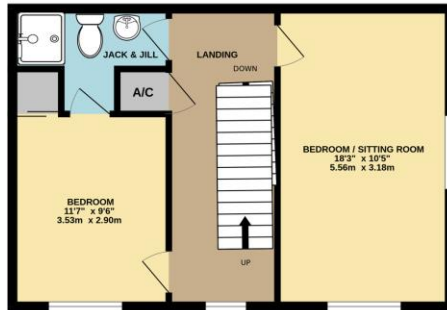 JACK & JILL
LANDING
DOWN
A/C
BEDROOM / SITTING ROOM
18'3" x 10'5"
5.56m x 3.18m
BEDROOM
11'7" x 9'6"
3.53m x 2.90m
UP